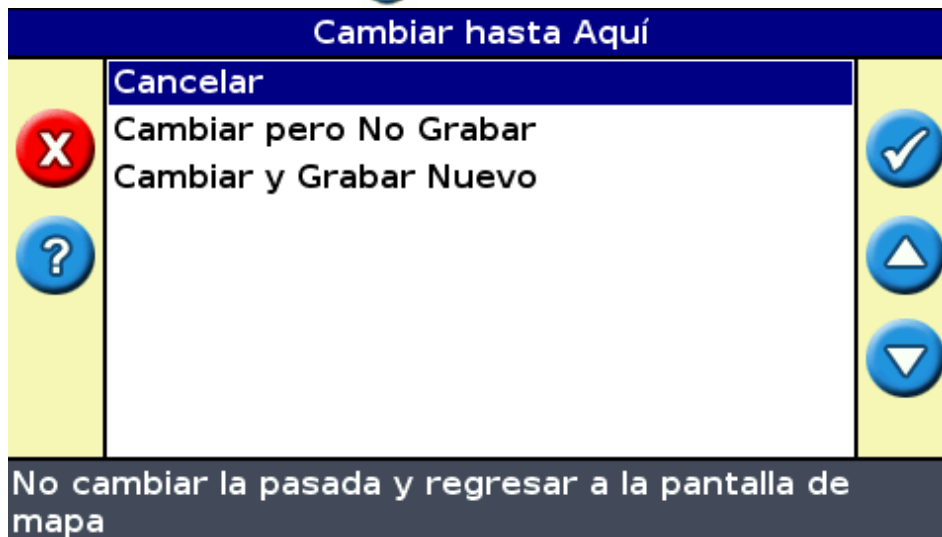 Cambiar hasta Aquí
Cancelar
Cambiar pero No Grabar
Cambiar y Grabar Nuevo
X
?
No cambiar la pasada y regresar a la pantalla de
mapa